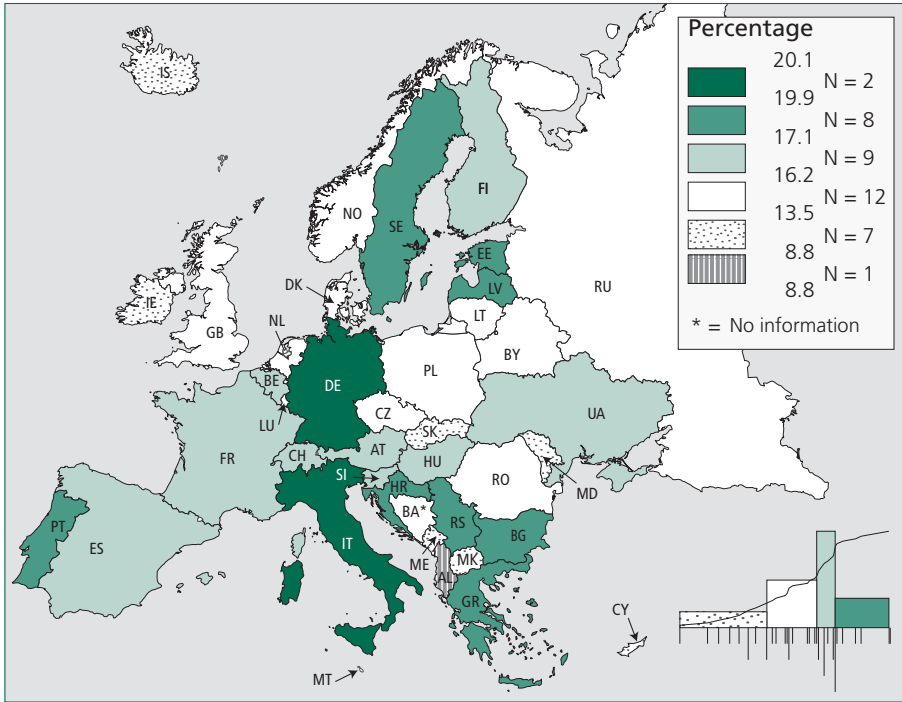 Percentage
20.1
N = 2
19.9
N = 8
17.1
N = 9
16.2
N = 12
13.5
N = 7
8.8
N = 1
8.8
* = No information
IS
FI
NO
SE
EE
RU
DK
LV
IE
LT
GB
NL
BY
PL
DE
BE
CZ
UA
LU
SK
FR
CH
AT
HU
SI
RO
MD
HR
BA*
RS
PT
ES
IT
BG
ME
MK
AL
GR
CY
MT